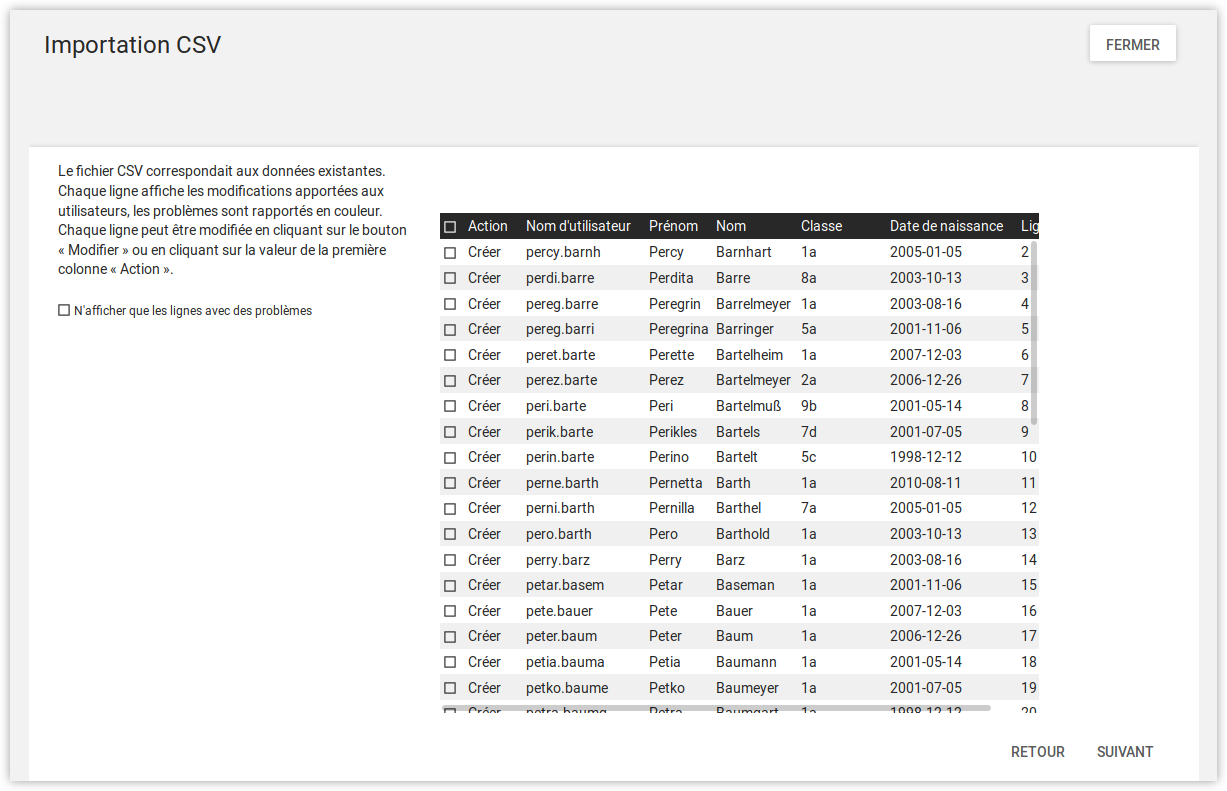 Importation CSV
FERMER
Le fichier CSV correspondait aux données existantes.
Chaque ligne affiche les modifications apportées aux
utilisateurs, les problèmes sont rapportés en couleur.
Chaque ligne peut être modifiée en cliquant sur le bouton
« Modifier » ou en cliquant sur la valeur de la première
colonne « Action ».
N'afficher que les lignes avec des problèmes
Action Nom d'utilisateur Prénom Nom Classe Date de naissance Lig
Créer percy.barnh Percy Barnhart 1a 2005-01-05 2
Créer perdi.barre Perdita Barre 8a 2003-10-13 3
Créer pereg.barre Peregrin Barrelmeyer 1a 2003-08-16 4
Créer pereg.barri Peregrina Barringer 5a 2001-11-06 5
Créer peret.barte Perette Bartelheim 1a 2007-12-03 6
Créer perez.barte Perez Bartelmeyer 2a 2006-12-26 7
Créer peri.barte Peri Bartelmuß 9b 2001-05-14 8
Créer perik.barte Perikles Bartels 7d 2001-07-05 9
Créer perin.barte Perino Bartelt 5c 1998-12-12 10
Créer perne.barth Pernetta Barth 1a 2010-08-11 11
Créer perni.barth Pernilla Barthel 7a 2005-01-05 12
Créer pero.barth Pero Barthold 1a 2003-10-13 13
Créer perry.barz Perry Barz 1a 2003-08-16 14
Créer petar.basem Petar Baseman 1a 2001-11-06 15
Créer pete.bauer Pete Bauer 1a 2007-12-03 16
Créer peter.baum Peter Baum 1a 2006-12-26 17
Créer petia.bauma Petia Baumann 1a 2001-05-14 18
Créer petko.baume Petko Baumeyer 1a 2001-07-05 19
Créer petra.baumg Petra Baumgart 1a 1998-12-12 20
RETOUR
SUIVANT